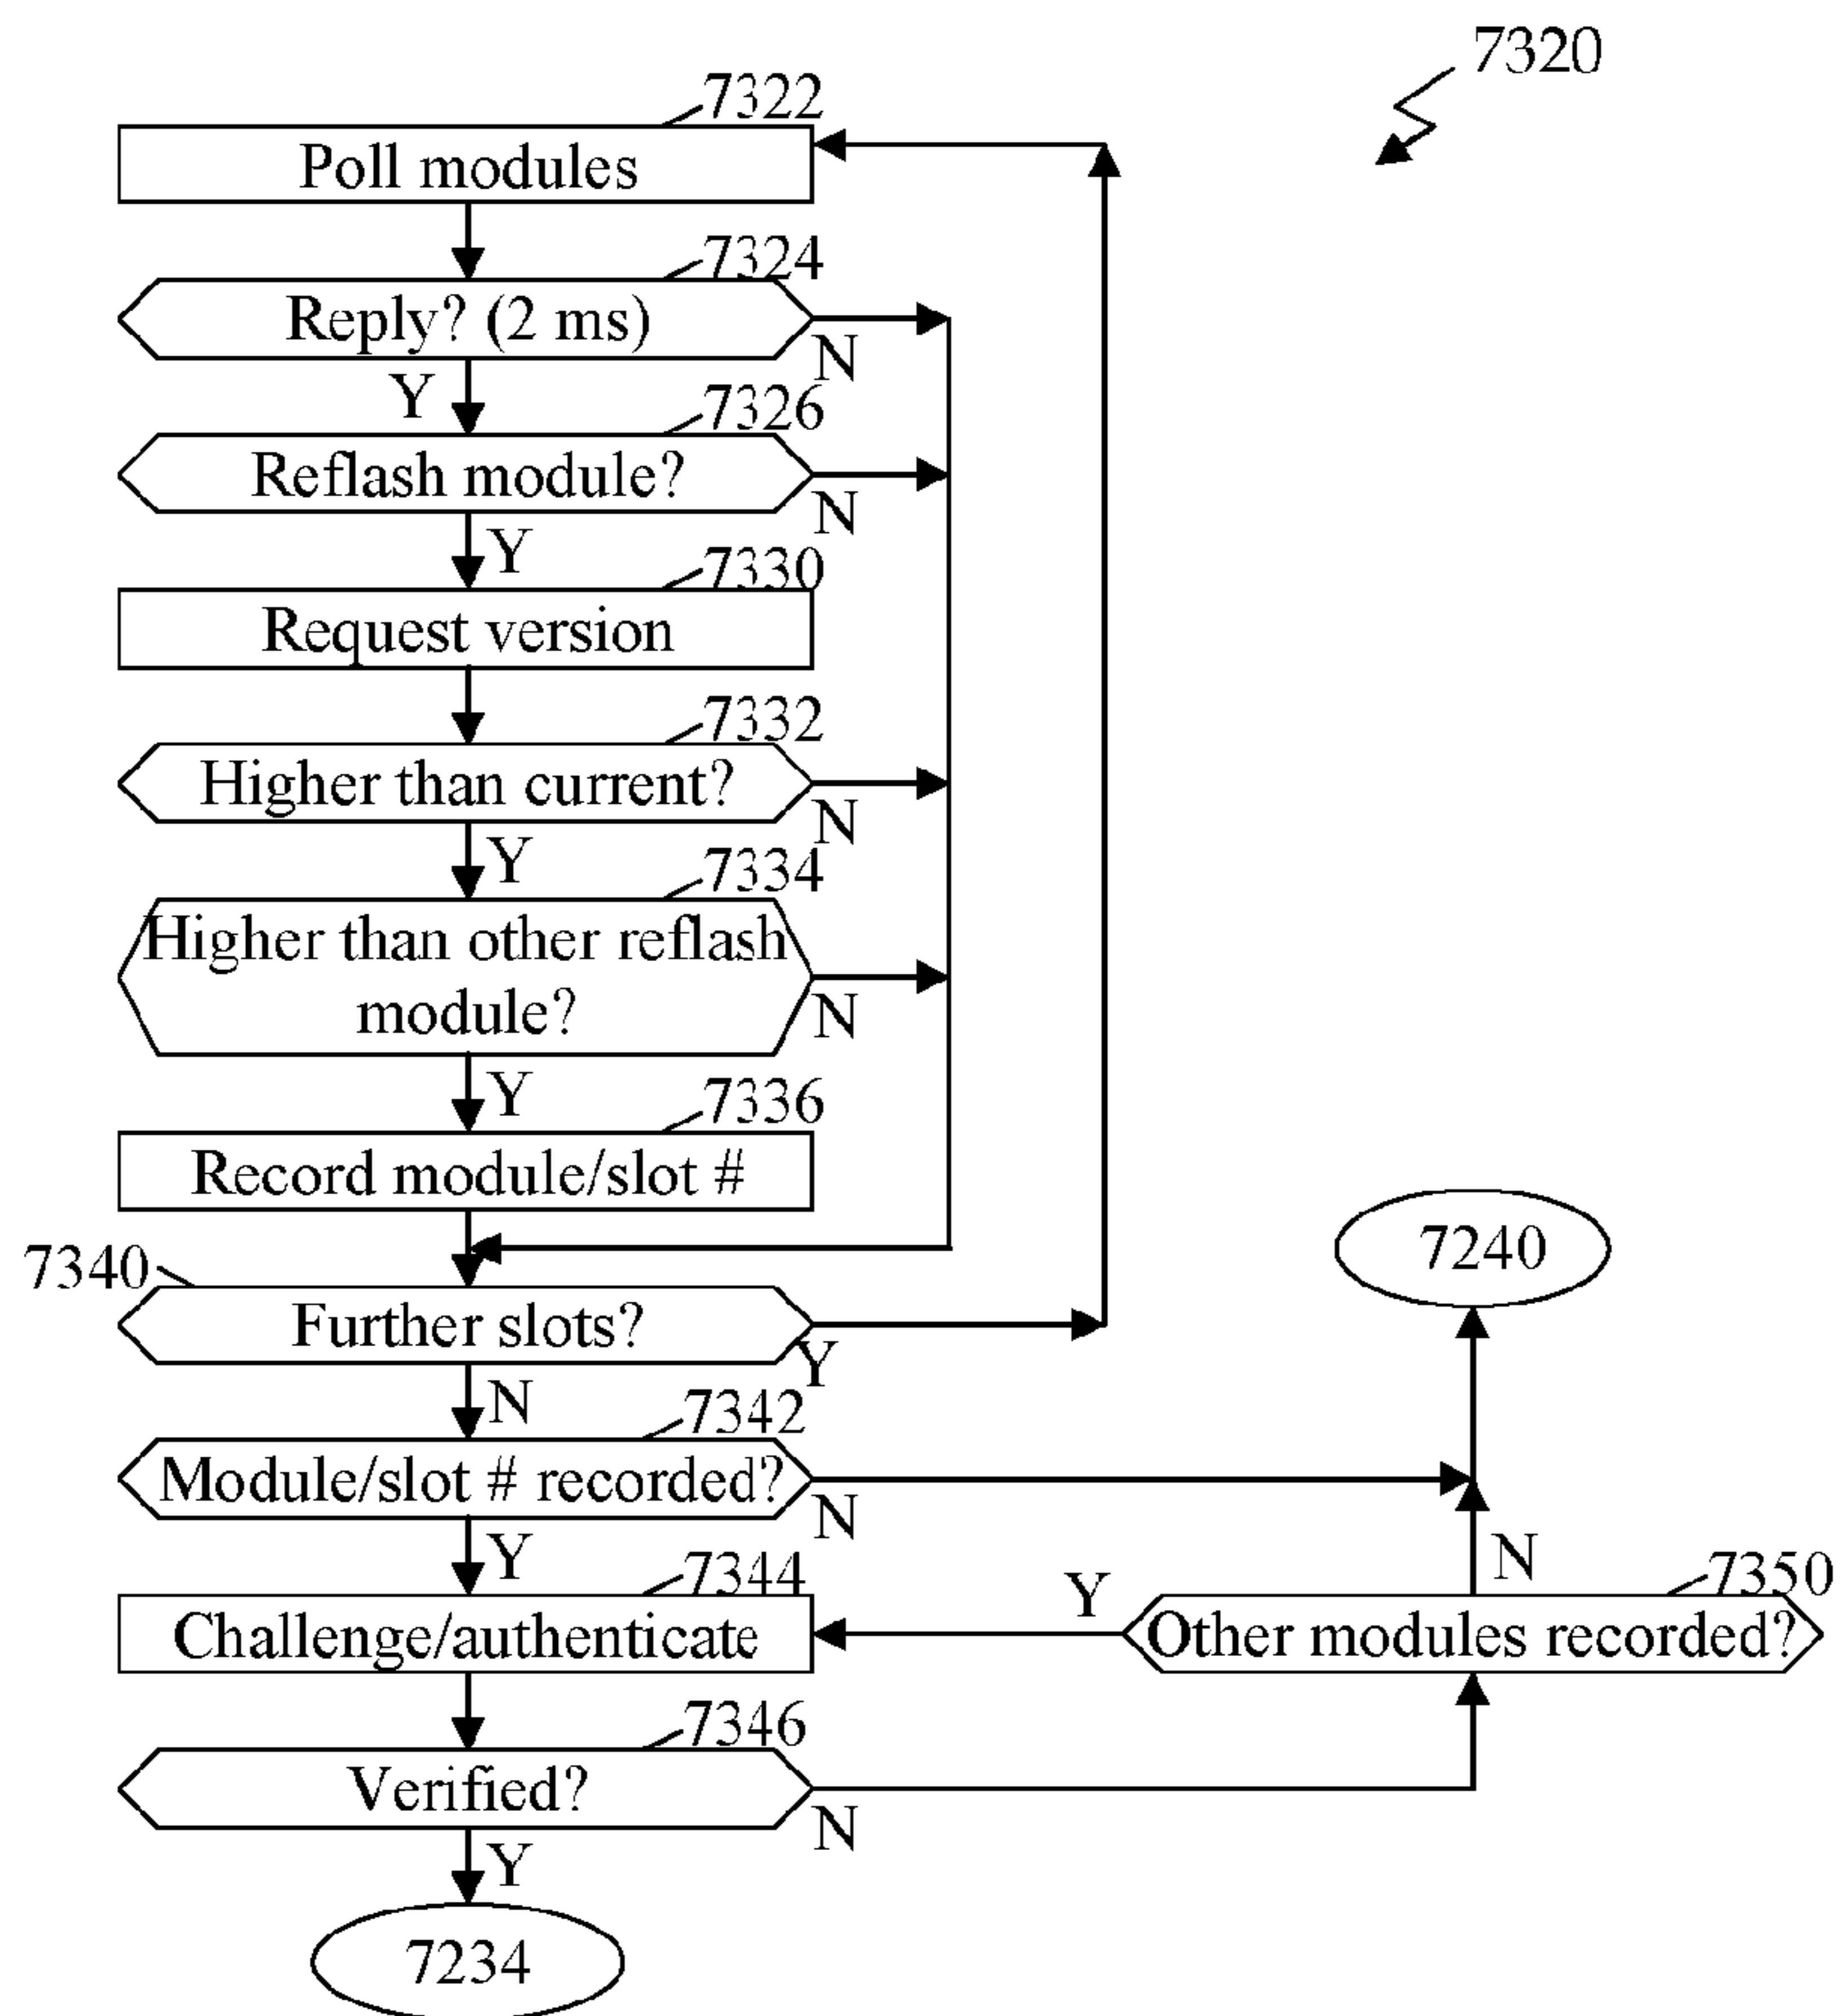 7320
7322
Poll modules
7324
Reply? (2 ms)
N
Y
7326
Reflash module?
N
Y
7330
Request version
7332
Higher than current?
N
Y
7334
Higher than other reflash
module?
N
Y
7336
Record module/slot #
7240
7340
Further slots?
Y
N
7342
Module/slot # recorded?
N
Y
7344
Challenge/authenticate
Y
N
7350
Other modules recorded?
7346
Verified?
N
Y
7234